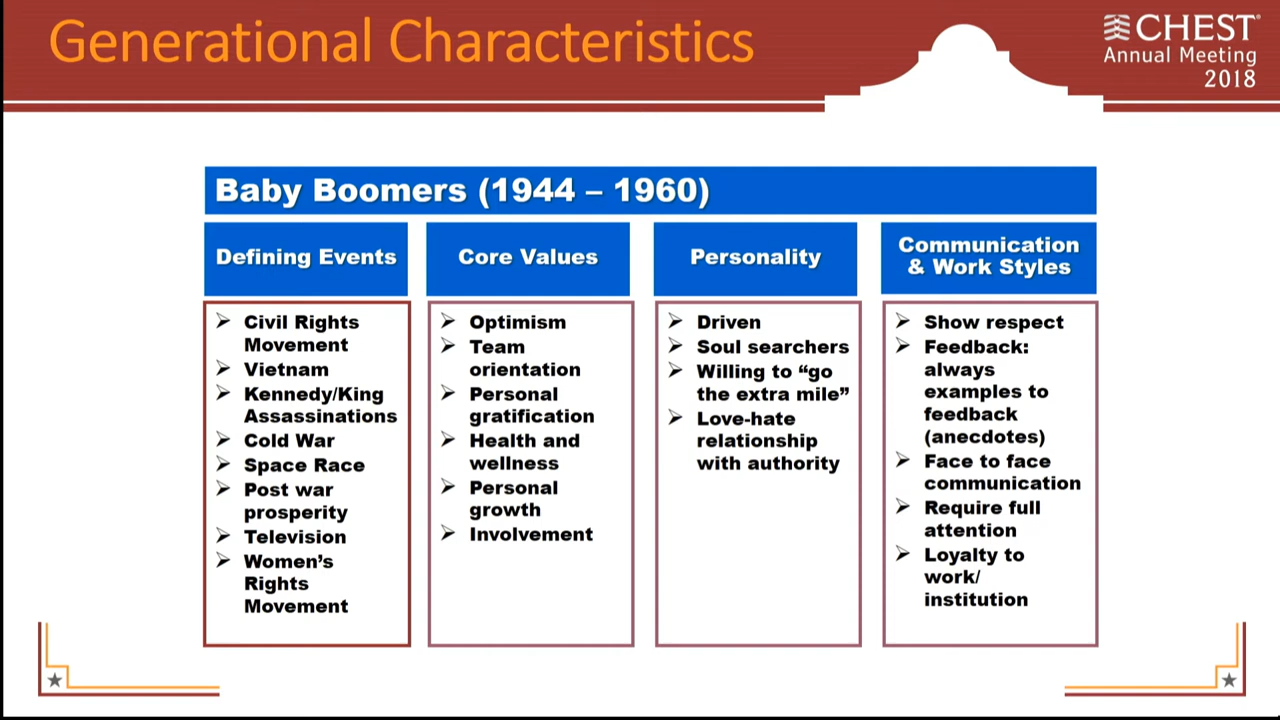 Generational Characteristics
CHEST
Annual Meeting
2018
Baby Boomers (1944 – 1960)
Defining Events
Civil Rights
Movement
Vietnam
Kennedy/King
Assassinations
Cold War
Space Race
Post war
prosperity
Television
Women’s
Rights
Movement
Core Values
Optimism
Team
orientation
Personal
gratification
Health and
wellness
Personal
growth
Involvement
Personality
Driven
Soul searchers
Willing to “go
the extra mile”
Love-hate
relationship
with authority
Communication
& Work Styles
Show respect
Feedback:
always
examples to
feedback
(anecdotes)
Face to face
communication
Require full
attention
Loyalty to
work/
institution